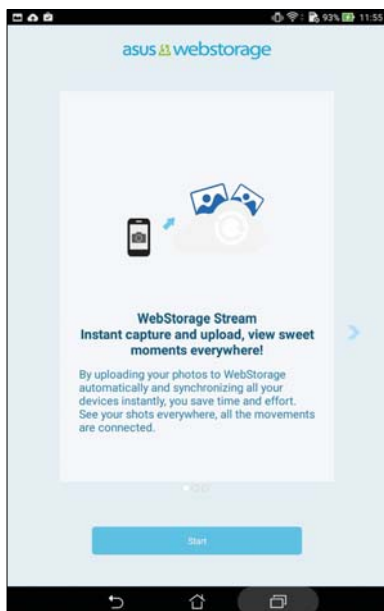 93% 11:55
asus webstorage
WebStorage Stream
Instant capture and upload, view sweet
moments everywhere!
By uploading your photos to WebStorage
automatically and synchronizing all your
devices instantly, you save time and effort.
See your shots everywhere, all the movements
are connected.
Start